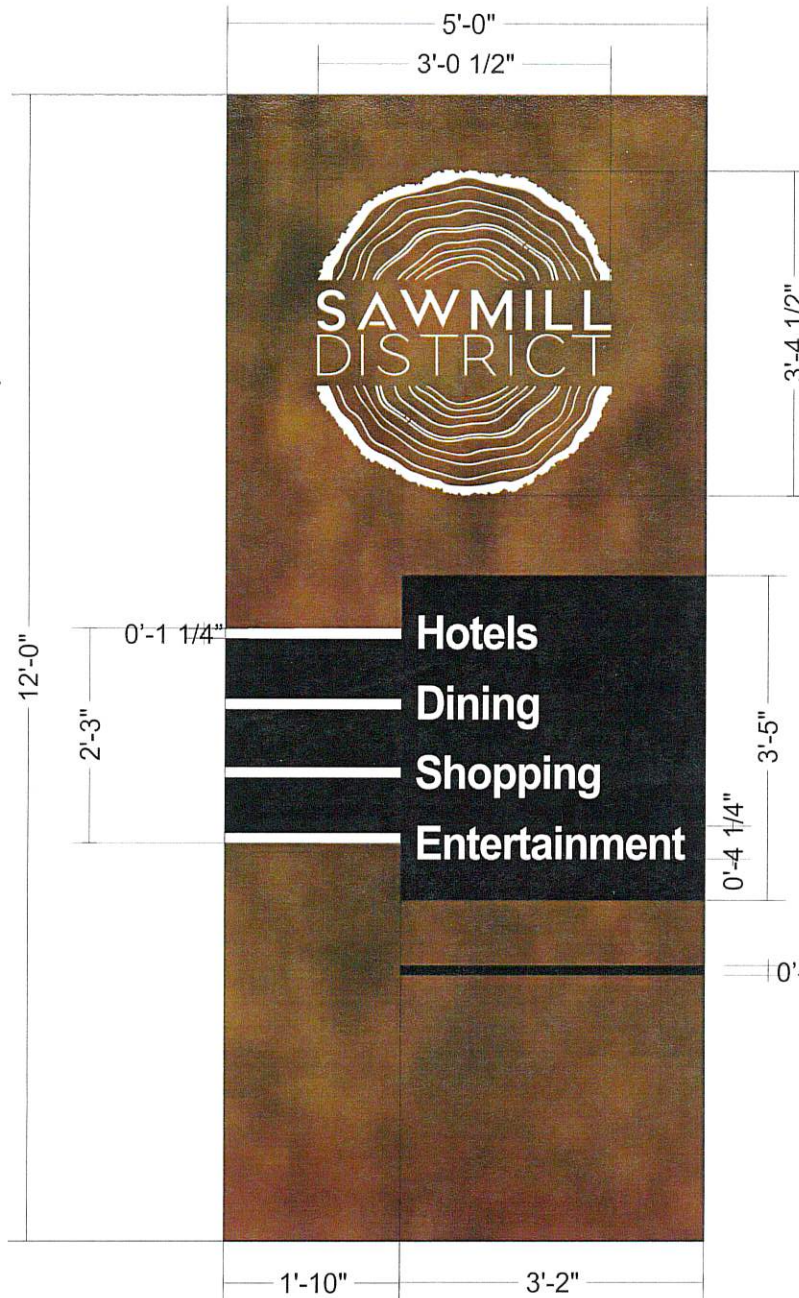 5'-0"
3'-0 1/2"
SAWMILL
DISTRICT
3'-4 1/2"
12'-0"
0'-1 1/4"
2'-3"
Hotels
Dining
Shopping
Entertainment
3'-5"
0'-4 1/4"
1'-10"
3'-2"